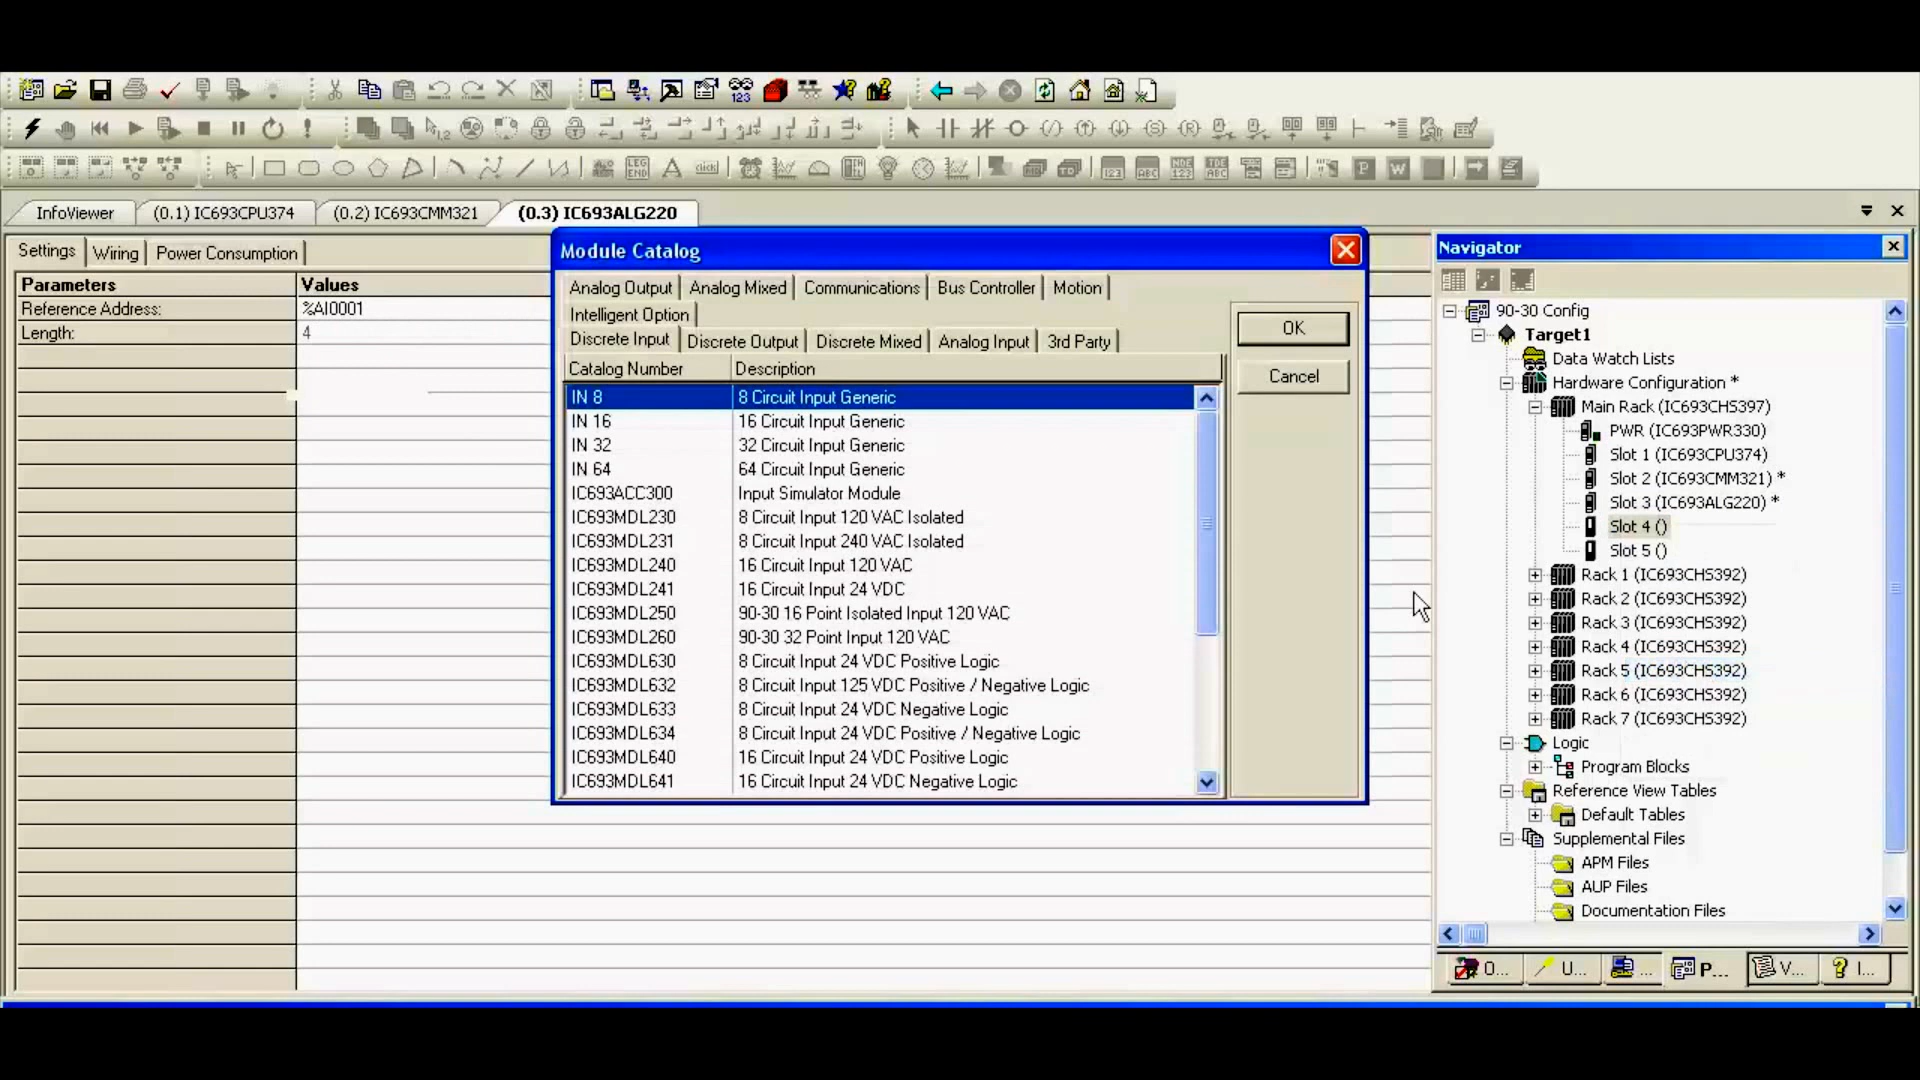 InfoViewer (0.1) IC693CPU374 (0.2) IC693CMM321 (0.3) IC693ALG220
Settings Wiring Power Consumption
Parameters Values
Reference Address: %AI0001
Length: 4
Module Catalog
Analog Output Analog Mixed Communications Bus Controller Motion
Intelligent Option
Discrete Input Discrete Output Discrete Mixed Analog Input 3rd Party
Catalog Number Description
IN 8 8 Circuit Input Generic
IN 16 16 Circuit Input Generic
IN 32 32 Circuit Input Generic
IN 64 64 Circuit Input Generic
IC693ACC300 Input Simulator Module
IC693MDL230 8 Circuit Input 120 VAC Isolated
IC693MDL231 8 Circuit Input 240 VAC Isolated
IC693MDL240 16 Circuit Input 120 VAC
IC693MDL241 16 Circuit Input 24 VDC
IC693MDL250 90-30 16 Point Isolated Input 120 VAC
IC693MDL260 90-30 32 Point Input 120 VAC
IC693MDL630 8 Circuit Input 24 VDC Positive Logic
IC693MDL632 8 Circuit Input 125 VDC Positive / Negative Logic
IC693MDL633 8 Circuit Input 24 VDC Negative Logic
IC693MDL634 8 Circuit Input 24 VDC Positive / Negative Logic
IC693MDL640 16 Circuit Input 24 VDC Positive Logic
IC693MDL641 16 Circuit Input 24 VDC Negative Logic
OK
Cancel
Navigator
90-30 Config
Target1
Data Watch Lists
Hardware Configuration *
Main Rack (IC693CHS397)
PWR (IC693PWR330)
Slot 1 (IC693CPU374)
Slot 2 (IC693CMM321) *
Slot 3 (IC693ALG220) *
Slot 4 ()
Slot 5 ()
Rack 1 (IC693CHS392)
Rack 2 (IC693CHS392)
Rack 3 (IC693CHS392)
Rack 4 (IC693CHS392)
Rack 5 (IC693CHS392)
Rack 6 (IC693CHS392)
Rack 7 (IC693CHS392)
Logic
Program Blocks
Reference View Tables
Default Tables
Supplemental Files
APM Files
AUP Files
Documentation Files
O... U... ... P... V... I...